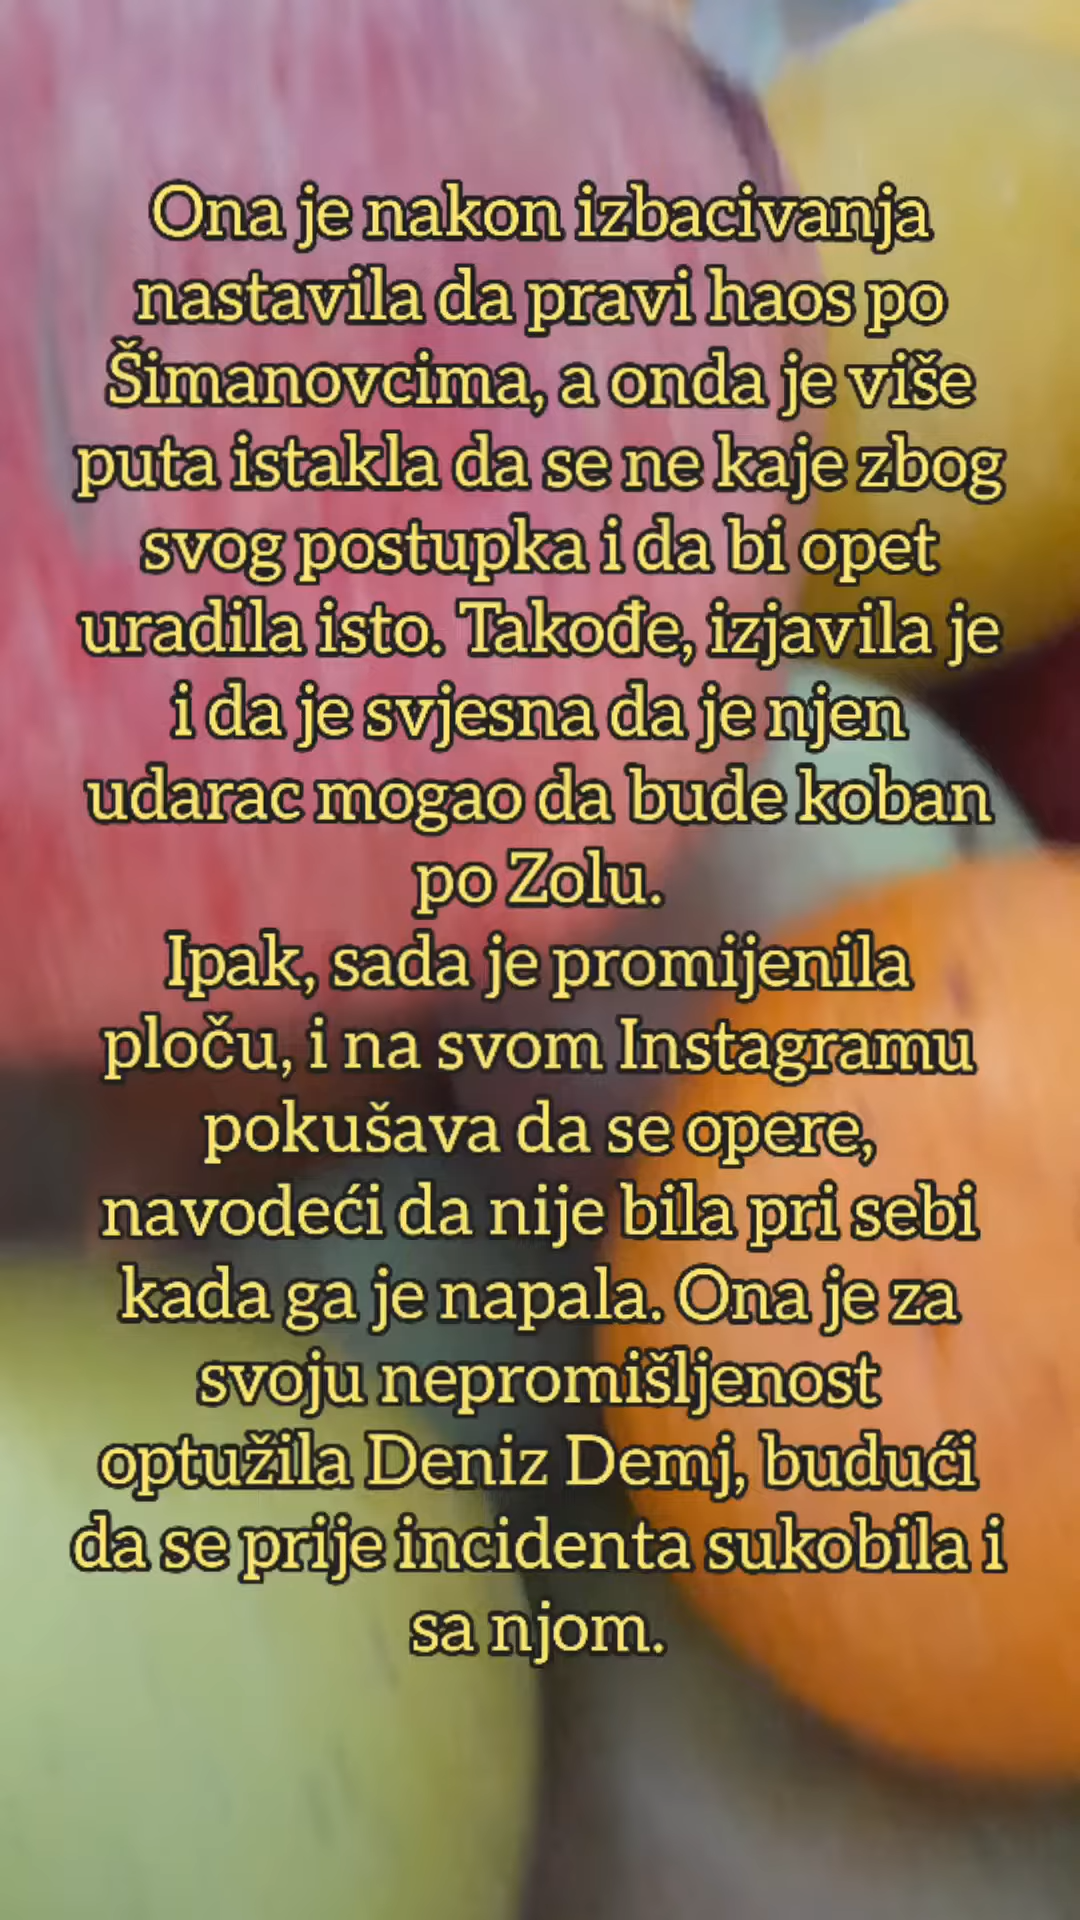 Ona je nakon izbacivanja
nastavila da pravi haos po
Šimanovcima, a onda je više
puta istakla da se ne kaje zbog
svog postupka i da bi opet
uradila isto. Takođe, izjavila je
i da je svjesna da je njen
udarac mogao da bude koban
po Zolu.
Ipak, sada je promijenila
ploču, i na svom Instagramu
pokušava da se opere,
navodeći da nije bila pri sebi
kada ga je napala. Ona je za
svoju nepromišljenost
optužila Deniz Demj, budući
da se prije incidenta sukobila i
sa njom.